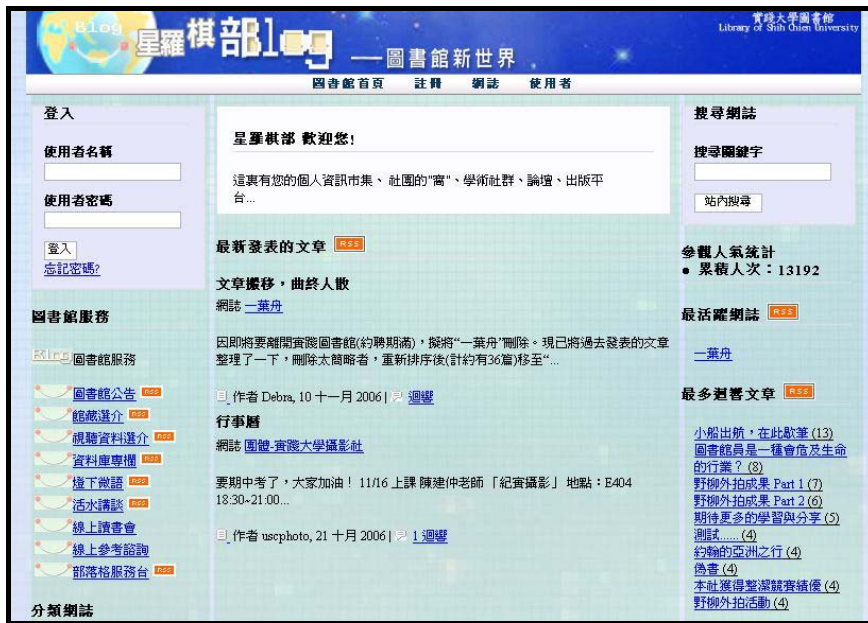 Blog
星羅棋部Blog
——圖書館新世界
實踐大學圖書館
Library of Shih Chien University
圖書館首頁 註冊 網誌 使用者
登入
使用者名稱
使用者密碼
登入
忘記密碼?
圖書館服務
Blog 圖書館服務
圖書館公告 RSS
館藏選介 RSS
視聽資料選介 RSS
資料庫專欄 RSS
燈下微語 RSS
活水講談 RSS
線上讀書會
線上參考諮詢
部落格服務台 RSS
分類網誌
星羅棋部 歡迎您!
這裏有您的個人資訊市集、 社團的"窩"、學術社群、論壇、出版平
台...
最新發表的文章 RSS
文章搬移，曲終人散
網誌 一葉舟
因即將要離開實踐圖書館(約聘期滿)，擬將“一葉舟”刪除。現已將過去發表的文章
整理了一下，刪除太簡略者，重新排序後(計約有36篇)移至“...
作者 Debra, 10 十一月 2006 | 迴響
行事曆
網誌 團體-實踐大學攝影社
要期中考了，大家加油！ 11/16 上課 陳建仲老師 「紀實攝影」 地點：E404
18:30~21:00...
作者 uscphoto, 21 十月 2006 | 1 迴響
搜尋網誌
搜尋關鍵字
站內搜尋
參觀人氣統計
● 累積人次：13192
最活躍網誌 RSS
一葉舟
最多迴響文章 RSS
小船出航，在此歇筆 (13)
圖書館員是一種會危及生命
的行業？ (8)
野柳外拍成果 Part 1 (7)
野柳外拍成果 Part 2 (6)
期待更多的學習與分享 (5)
測試...... (4)
約翰的亞洲之行 (4)
偽書 (4)
本社獲得整潔競賽績優 (4)
野柳外拍活動 (4)